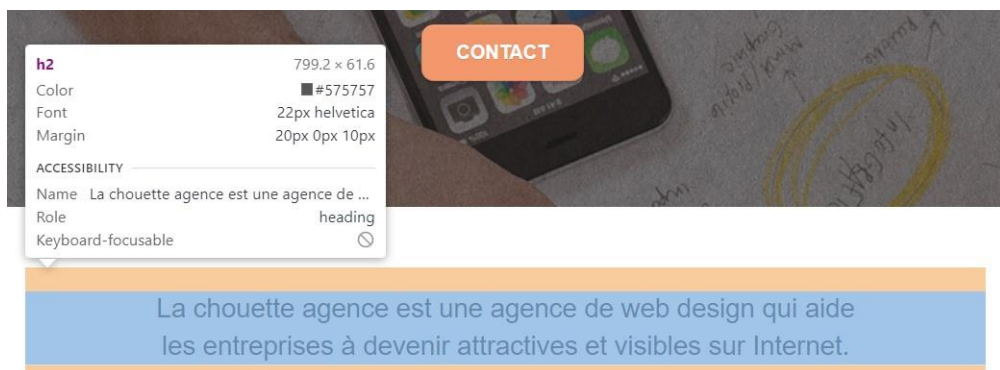 CONTACT
h2 799.2 × 61.6
Color #575757
Font 22px helvetica
Margin 20px 0px 10px
ACCESSIBILITY
Name La chouette agence est une agence de ...
Role heading
Keyboard-focusable
La chouette agence est une agence de web design qui aide
les entreprises à devenir attractives et visibles sur Internet.